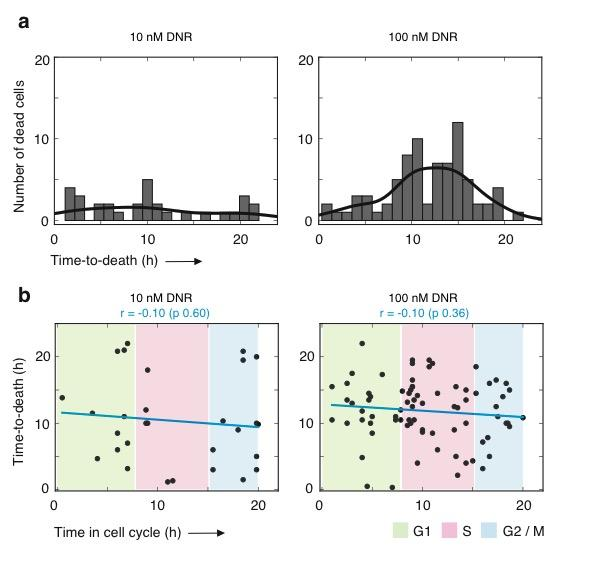 a
10 nM DNR
100 nM DNR
Number of dead cells
20
10
0
0
10
20
20
10
0
0
10
20
Time-to-death (h)
b
10 nM DNR
r = -0.10 (p 0.60)
100 nM DNR
r = -0.10 (p 0.36)
Time-to-death (h)
20
10
0
0
10
20
20
10
0
0
10
20
Time in cell cycle (h)
G1
S
G2 / M